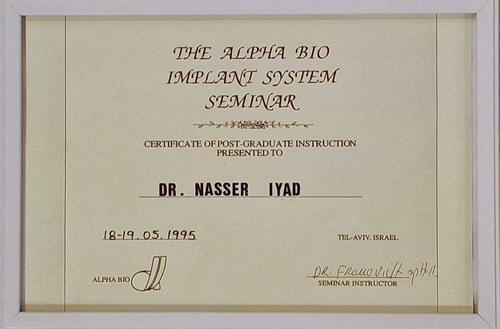 THE ALPHA BIO
IMPLANT SYSTEM
SEMINAR
CERTIFICATE OF POST-GRADUATE INSTRUCTION
PRESENTED TO
DR. NASSER IYAD
18-19.05.1995
TEL-AVIV, ISRAEL
ALPHA BIO
DR.
SEMINAR INSTRUCTOR